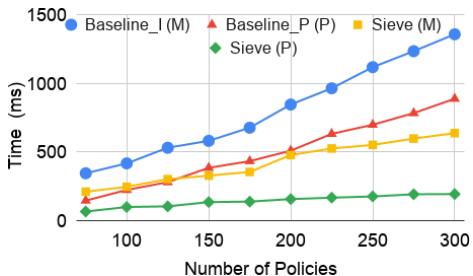 1500
Baseline_I (M) Baseline_P (P) Sieve (M)
Sieve (P)
1000
500
0
Time (ms)
100 150 200 250 300
Number of Policies